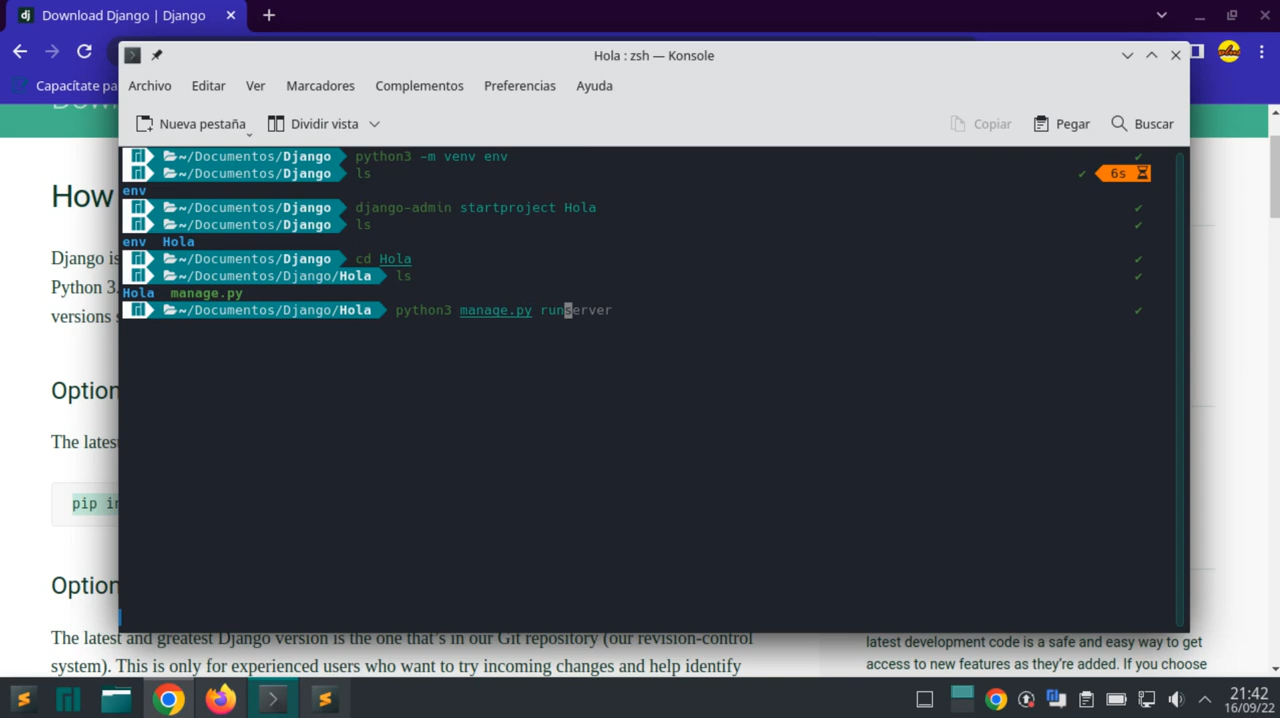 Download Django | Django
Capacítate pa
Hola : zsh — Konsole
Archivo Editar Ver Marcadores Complementos Preferencias Ayuda
Nueva pestaña Dividir vista Copiar Pegar Buscar
~/Documentos/Django python3 -m venv env
~/Documentos/Django ls 6s
env
~/Documentos/Django django-admin startproject Hola
~/Documentos/Django ls
env Hola
~/Documentos/Django cd Hola
~/Documentos/Django/Hola ls
Hola manage.py
~/Documentos/Django/Hola python3 manage.py runserver
How
Django is
Python 3.
versions s
Option
The lates
pip in
Option
The latest and greatest Django version is the one that's in our Git repository (our revision-control
system). This is only for experienced users who want to try incoming changes and help identify
latest development code is a safe and easy way to get
access to new features as they're added. If you choose
21:42
16/09/22